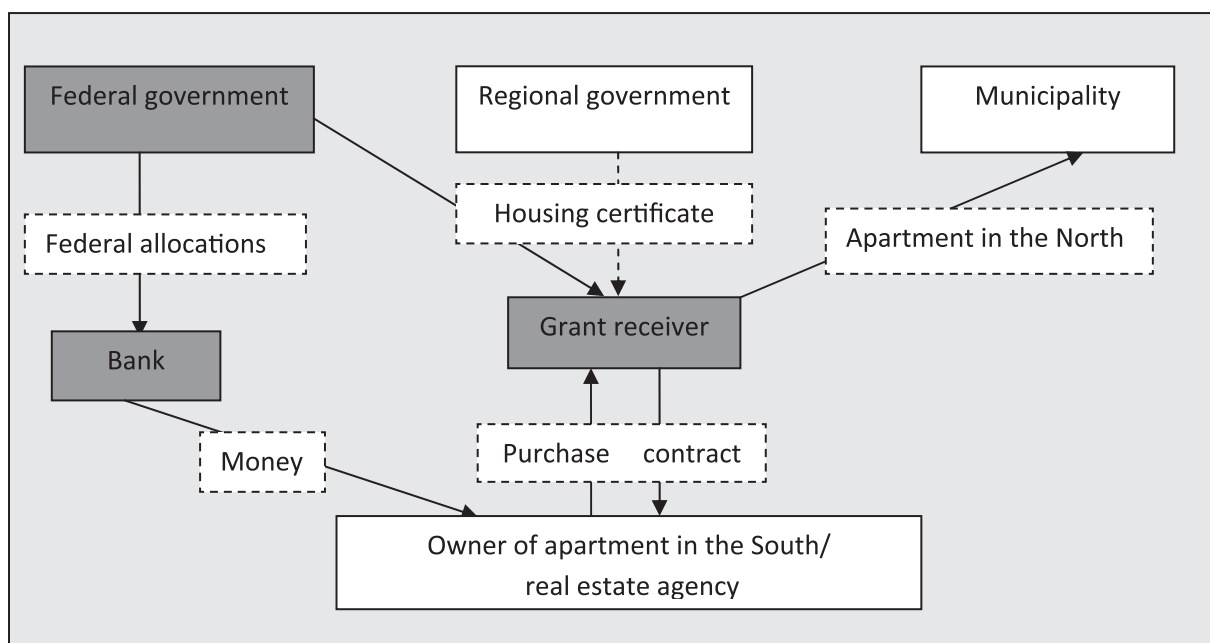 Federal government
Regional government
Municipality
Housing certificate
Federal allocations
Apartment in the North
Grant receiver
Bank
Purchase contract
Money
Owner of apartment in the South/
real estate agency